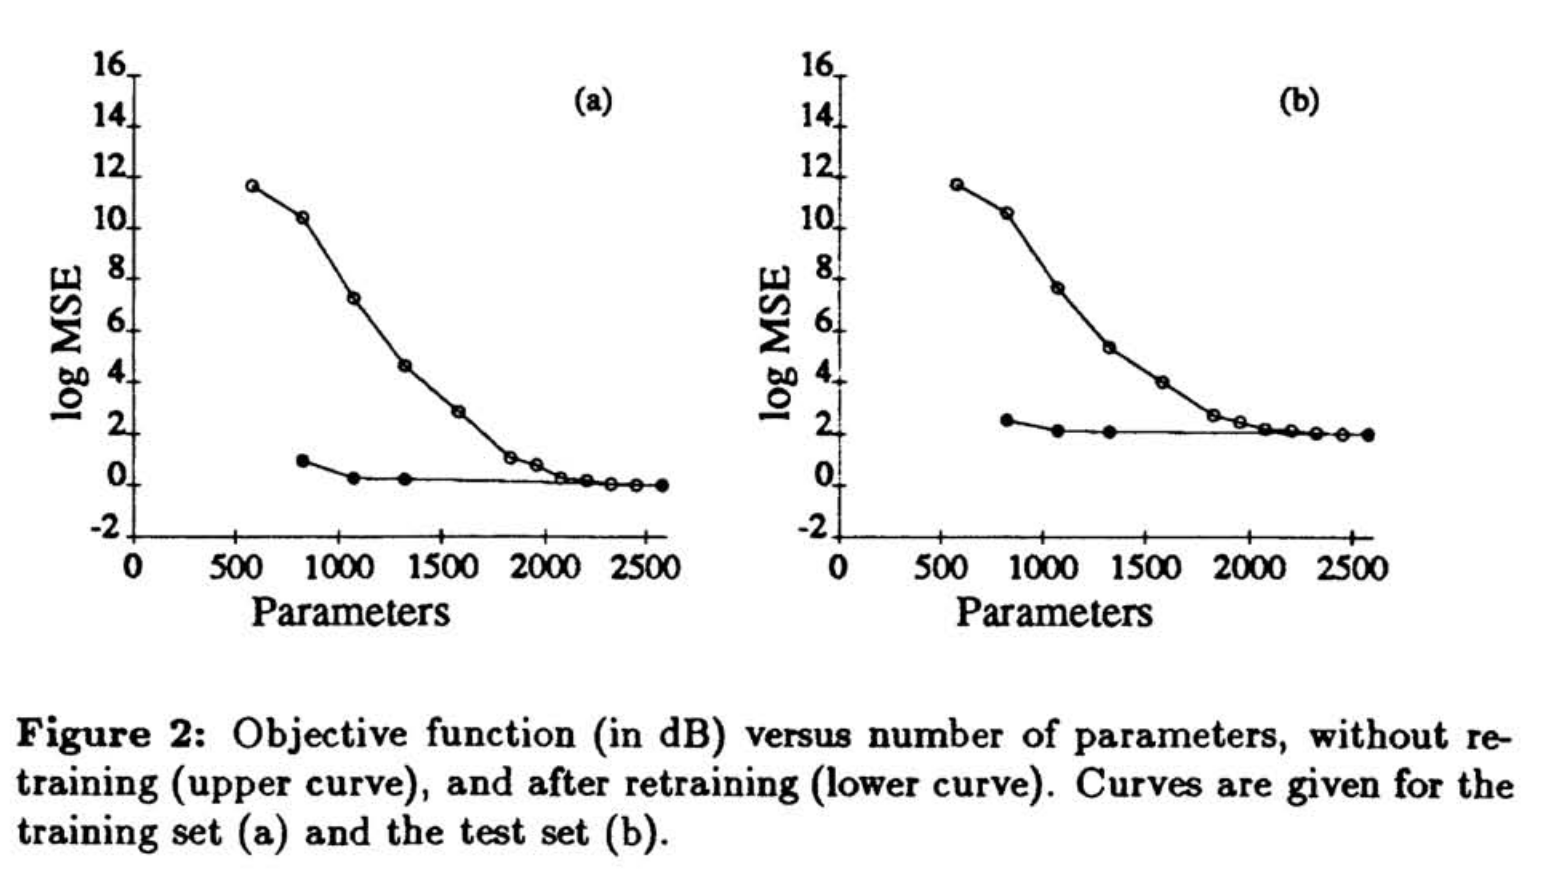 16
14
12
10
8
6
4
2
0
-2
log MSE
(a)
0 500 1000 1500 2000 2500
Parameters
16
14
12
10
8
6
4
2
0
-2
log MSE
(b)
0 500 1000 1500 2000 2500
Parameters
Figure 2: Objective function (in dB) versus number of parameters, without re-
training (upper curve), and after retraining (lower curve). Curves are given for the
training set (a) and the test set (b).